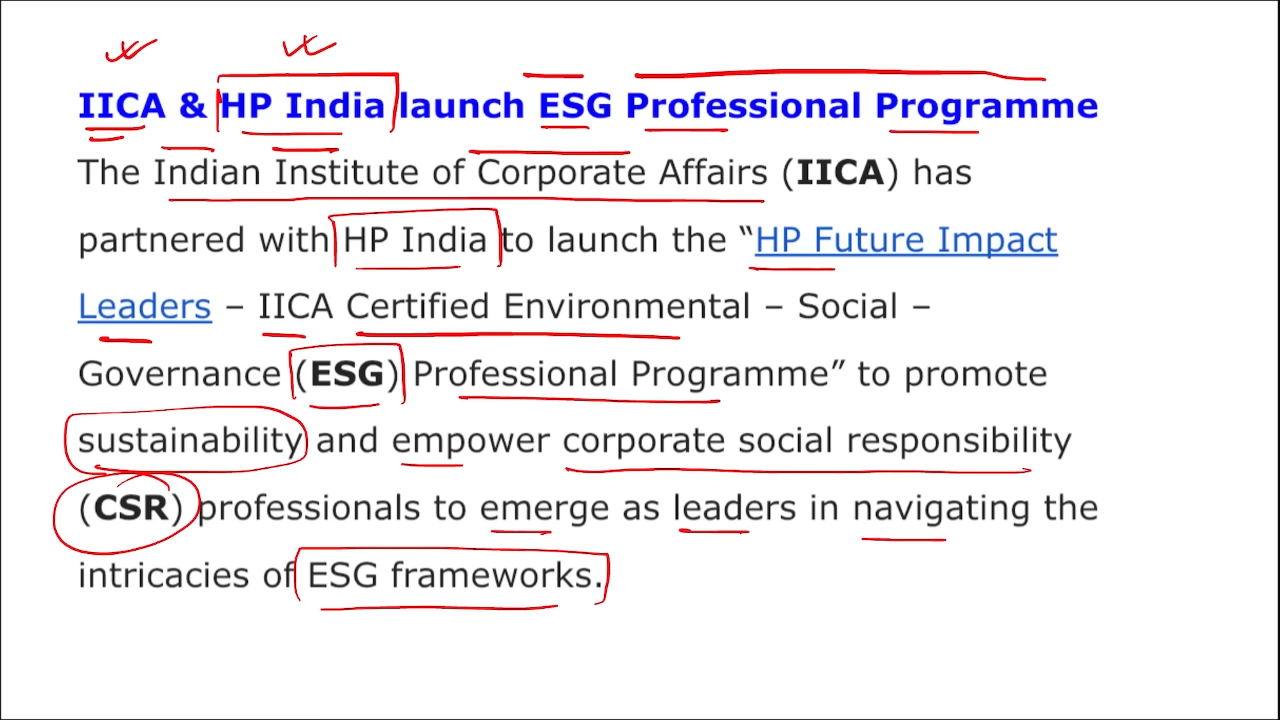 IICA & HP India launch ESG Professional Programme
The Indian Institute of Corporate Affairs (IICA) has
partnered with HP India to launch the “HP Future Impact
Leaders – IICA Certified Environmental – Social –
Governance (ESG) Professional Programme” to promote
sustainability and empower corporate social responsibility
(CSR) professionals to emerge as leaders in navigating the
intricacies of ESG frameworks.